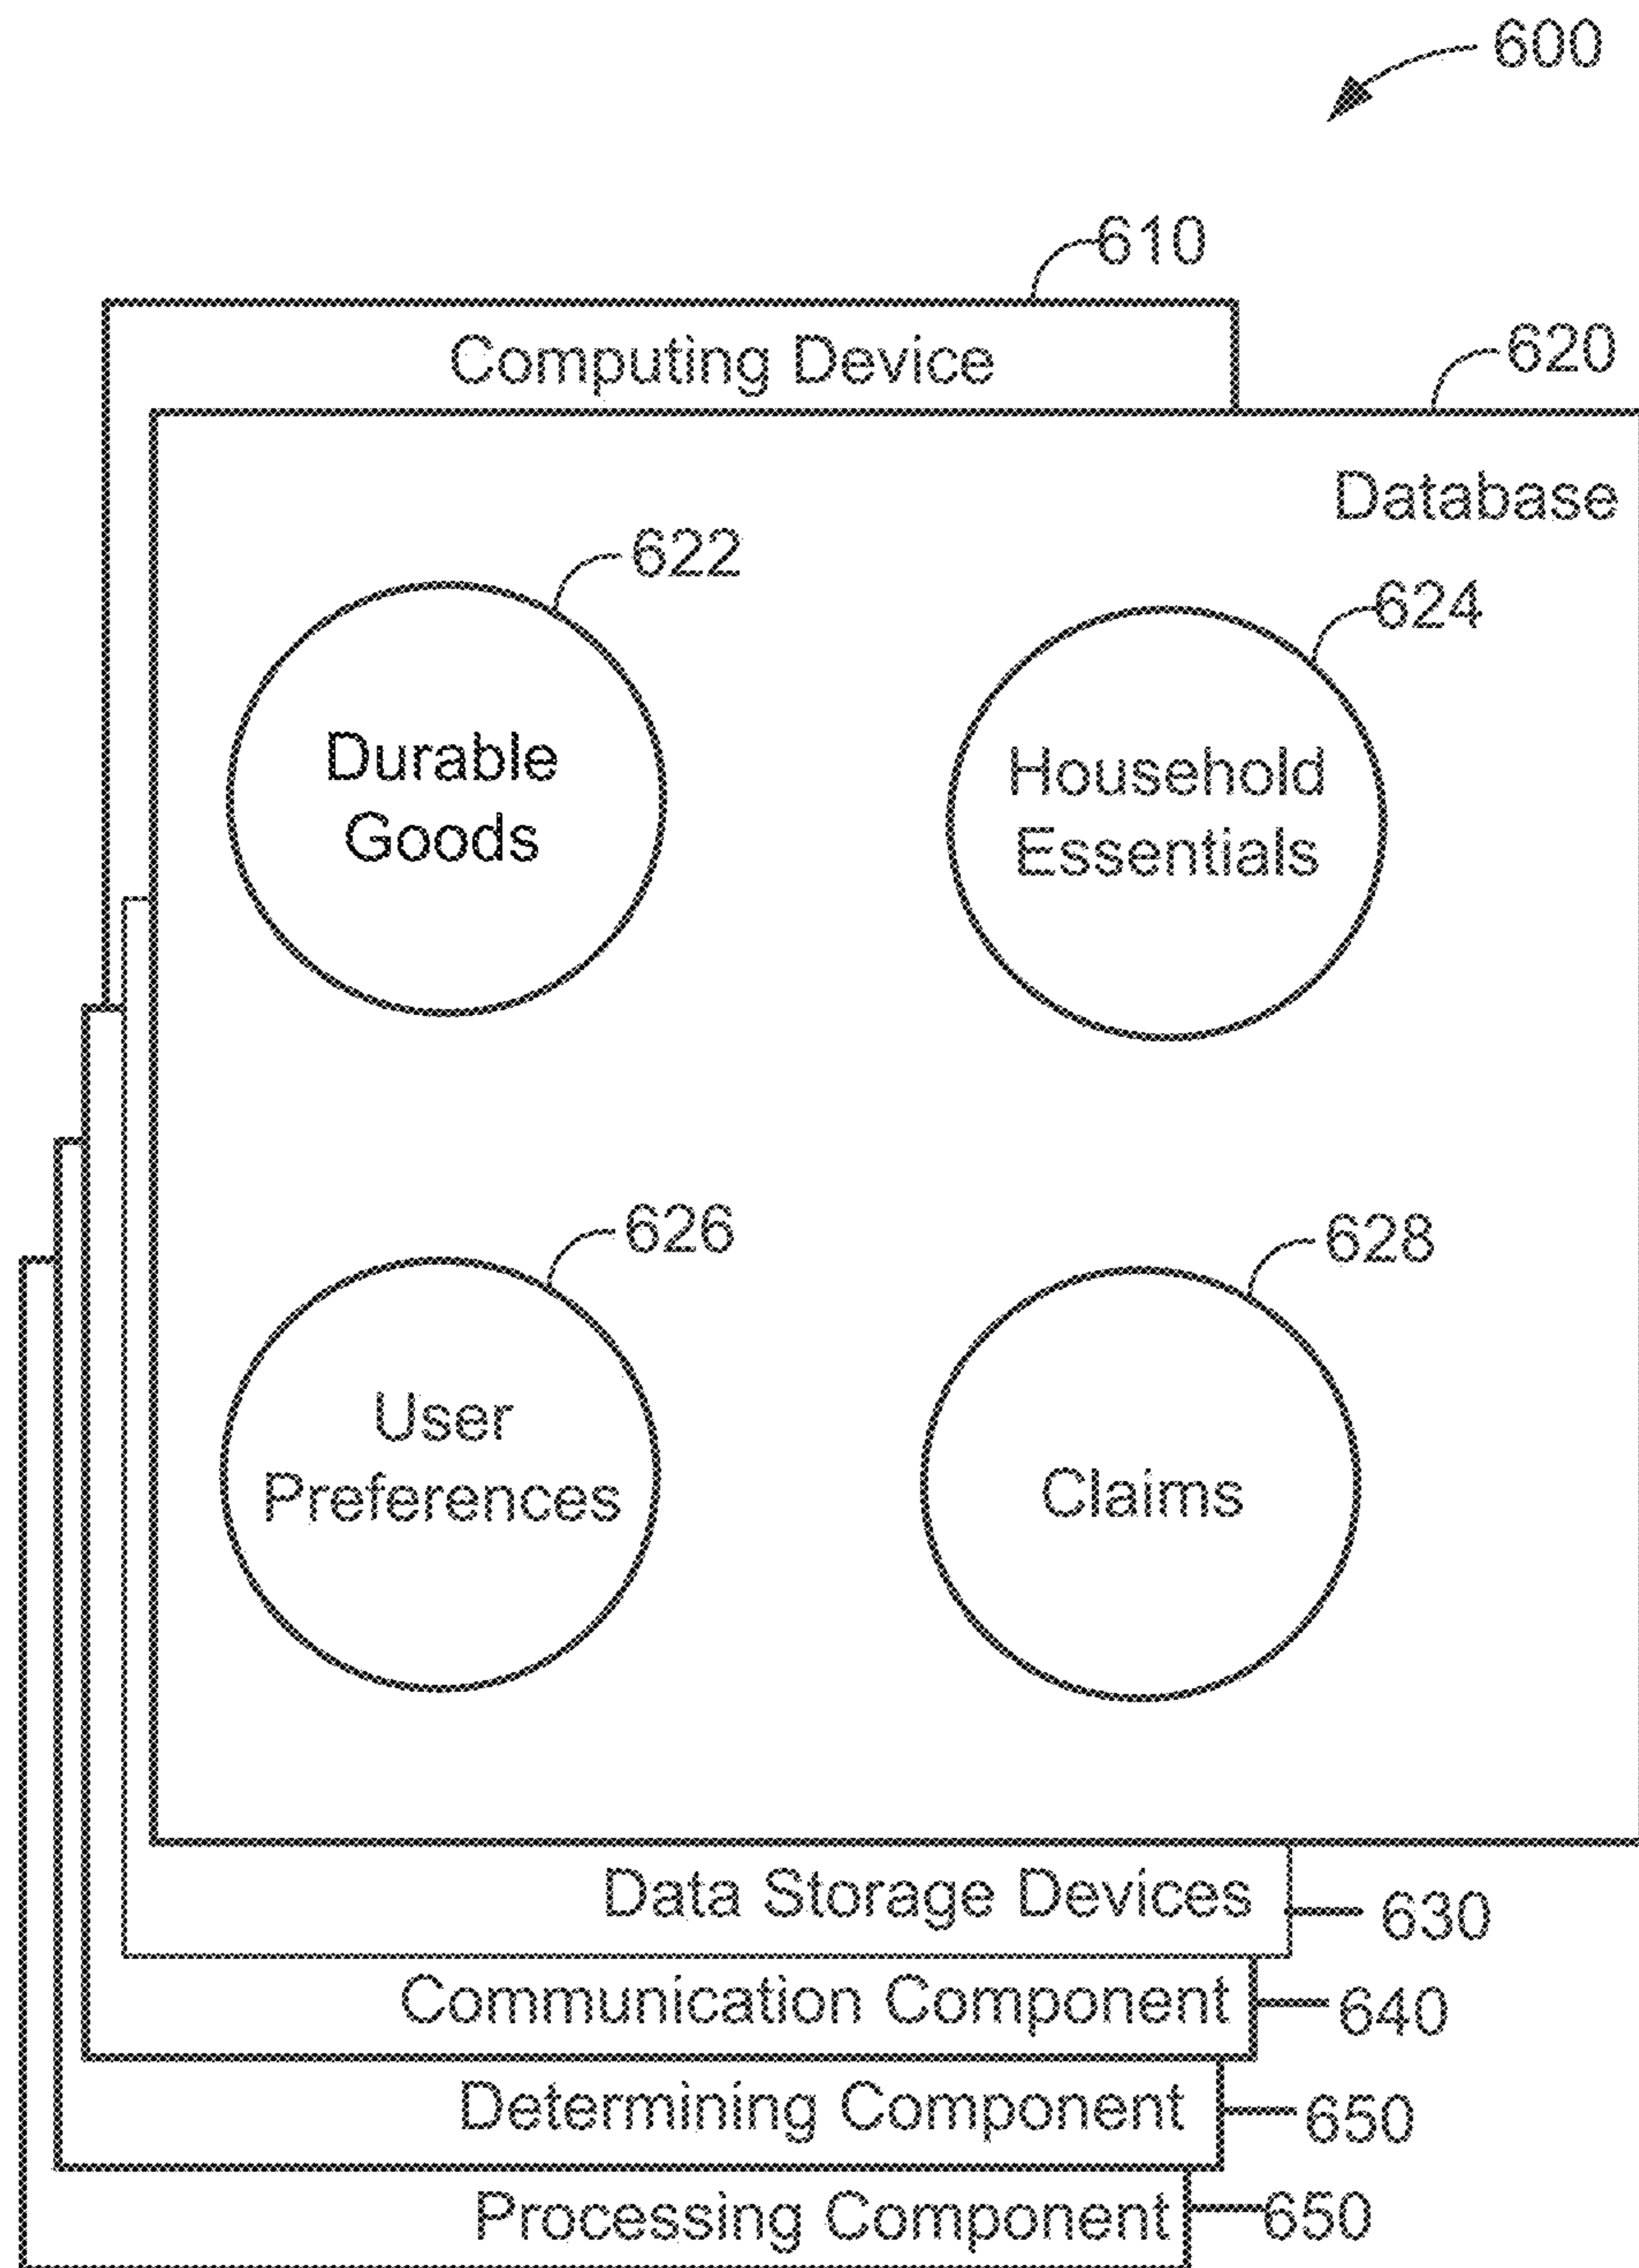 600
610
Computing Device
620
Database
622
624
Durable
Goods
Household
Essentials
626
628
User
Preferences
Claims
Data Storage Devices
630
Communication Component
640
Determining Component
650
Processing Component
650